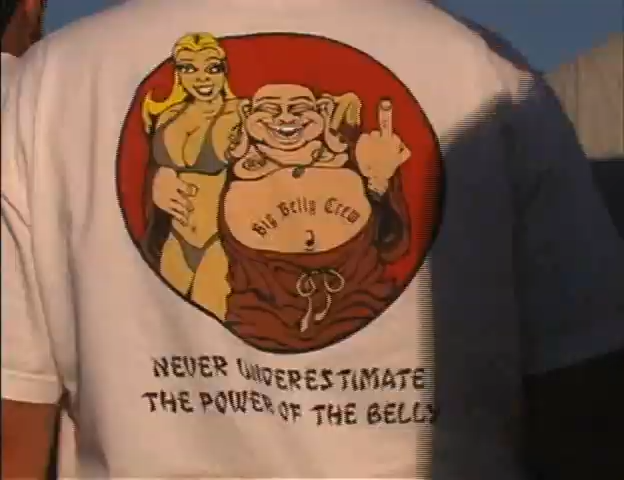 Big Belly Crew
NEVER UNDERESTIMATE
THE POWER OF THE BELLY